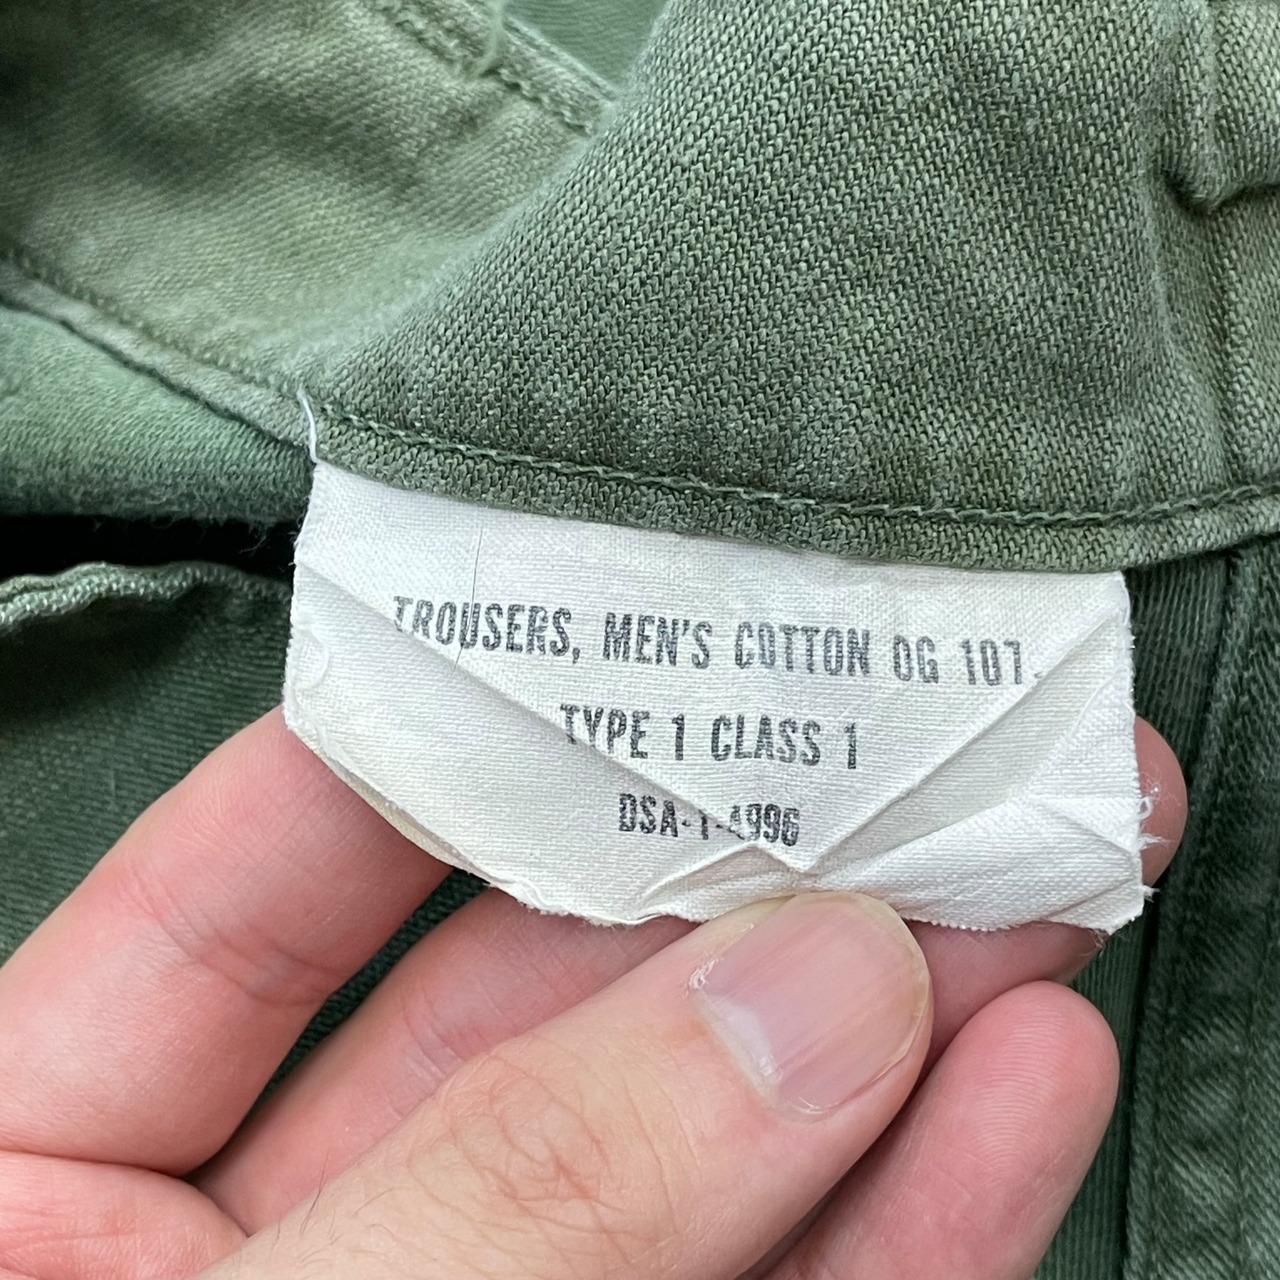 TROUSERS, MEN'S COTTON OG 107.
TYPE 1 CLASS 1
DSA-1-4996